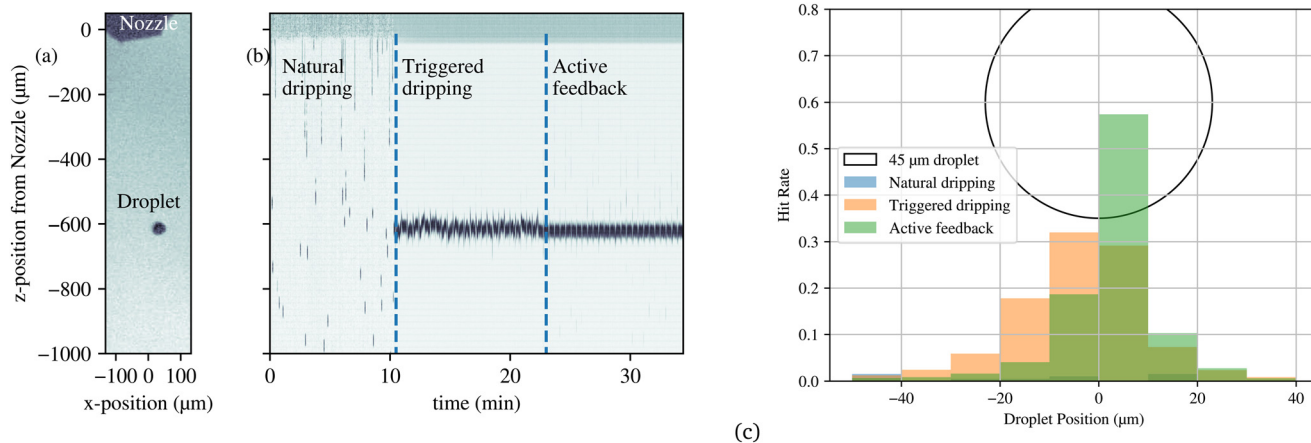 Nozzle
(a)
Droplet
0
−200
−400
−600
−800
−1000
z-position from Nozzle (μm)
−100 0 100
x-position (μm)
(b)
Natural
dripping
Triggered
dripping
Active
feedback
0 10 20 30
time (min)
0.8
0.7
0.6
0.5
0.4
0.3
0.2
0.1
0.0
Hit Rate
45 μm droplet
Natural dripping
Triggered dripping
Active feedback
−40 −20 0 20 40
Droplet Position (μm)
(c)